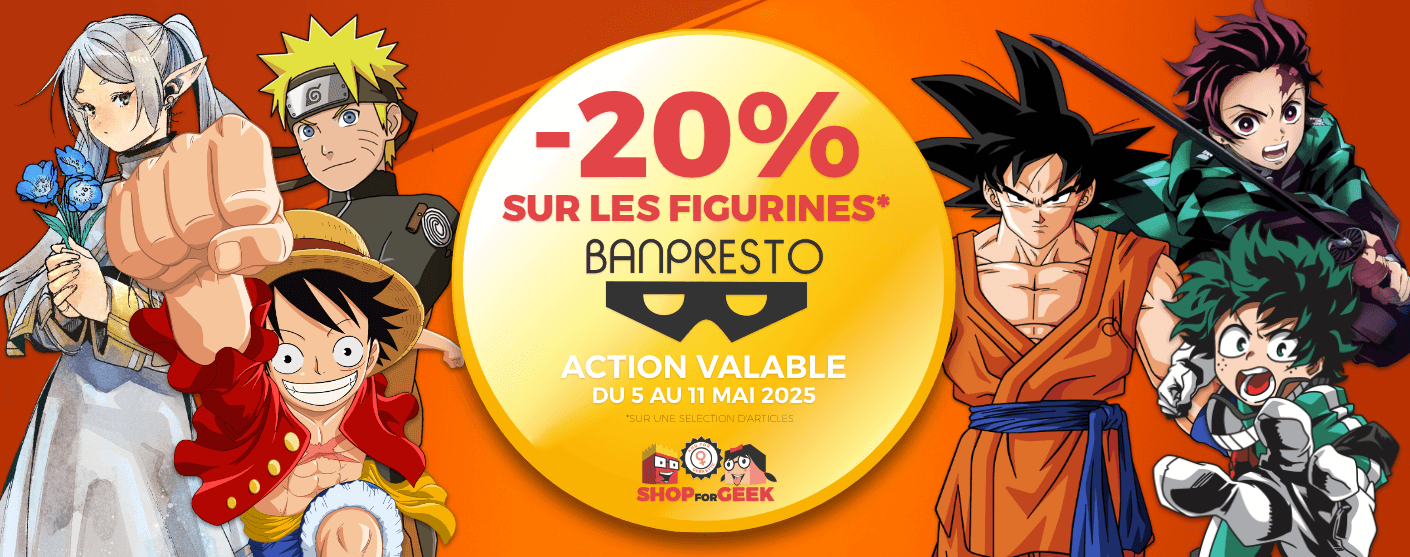 -20%
SUR LES FIGURINES*
BANPRESTO
ACTION VALABLE
DU 5 AU 11 MAI 2025
*SUR UNE SELECTION D'ARTICLES
SHOP FOR GEEK